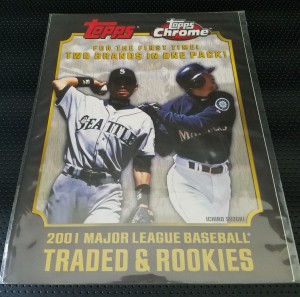 Topps
Topps Chrome
FOR THE FIRST TIME!
TWO BRANDS IN ONE PACK!
SEATTLE
ICHIRO SUZUKI
2001 MAJOR LEAGUE BASEBALL
TRADED & ROOKIES